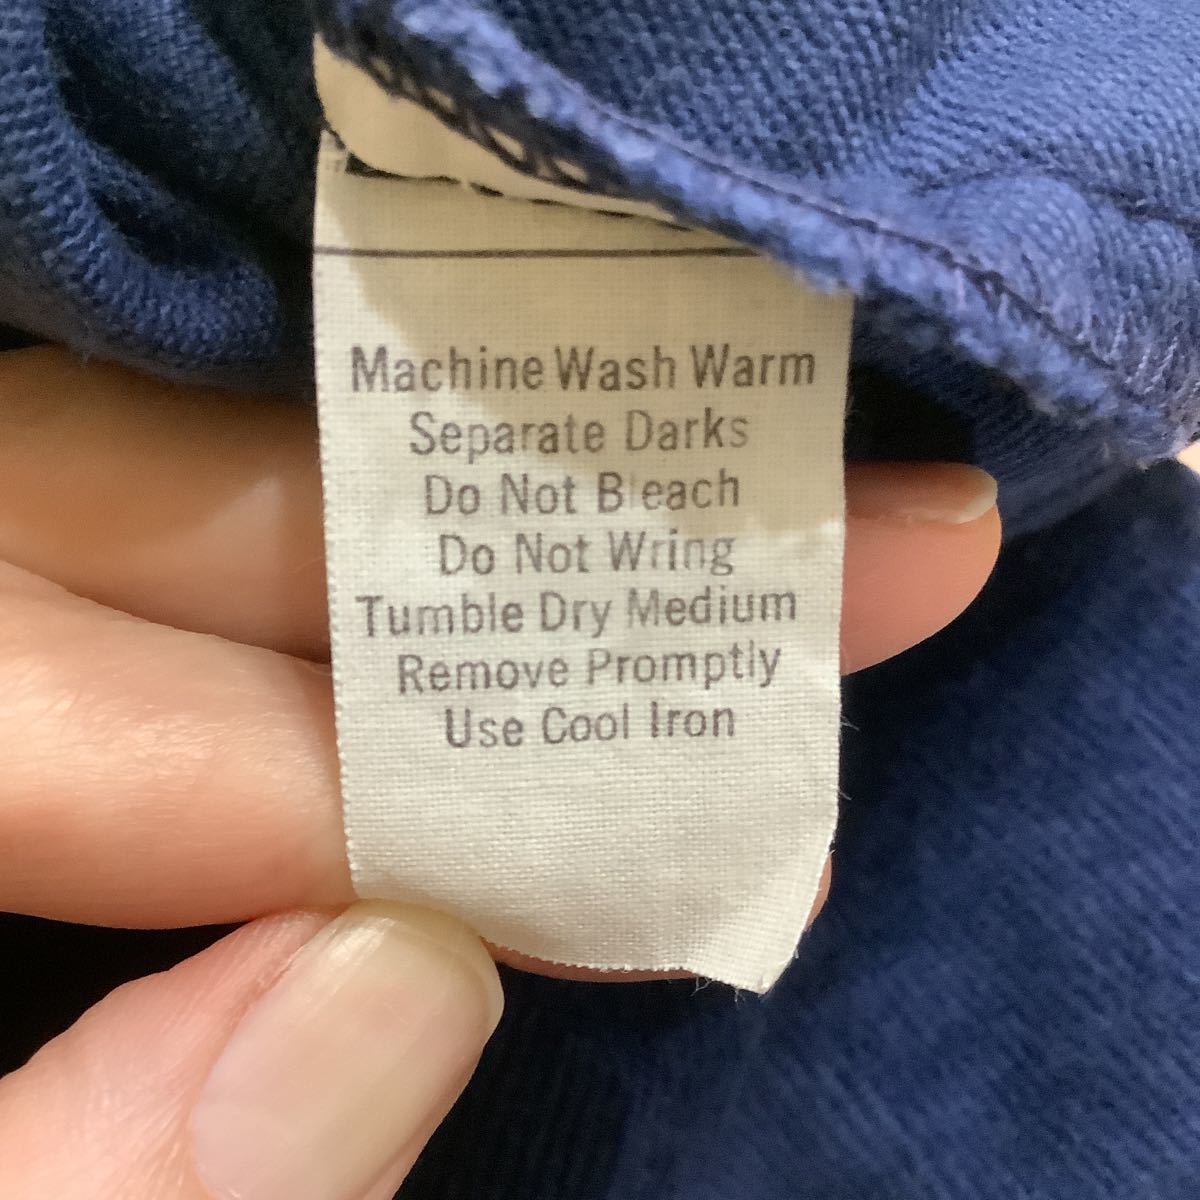 Machine Wash Warm
Separate Darks
Do Not Bleach
Do Not Wring
Tumble Dry Medium
Remove Promptly
Use Cool Iron